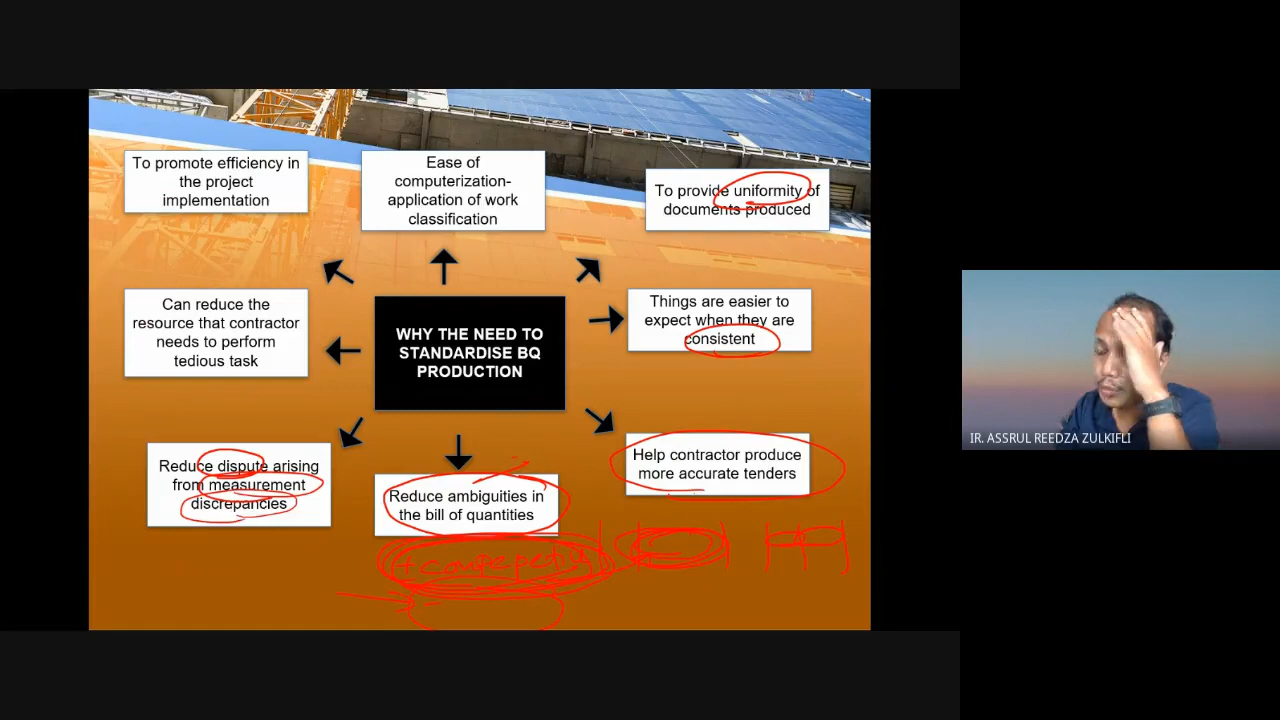 To promote efficiency in
the project
implementation
Ease of
computerization-
application of work
classification
To provide uniformity of
documents produced
Can reduce the
resource that contractor
needs to perform
tedious task
WHY THE NEED TO
STANDARDISE BQ
PRODUCTION
Things are easier to
expect when they are
consistent
Reduce dispute arising
from measurement
discrepancies
Reduce ambiguities in
the bill of quantities
Help contractor produce
more accurate tenders
IR. ASSRUL REEDZA ZULKIFLI